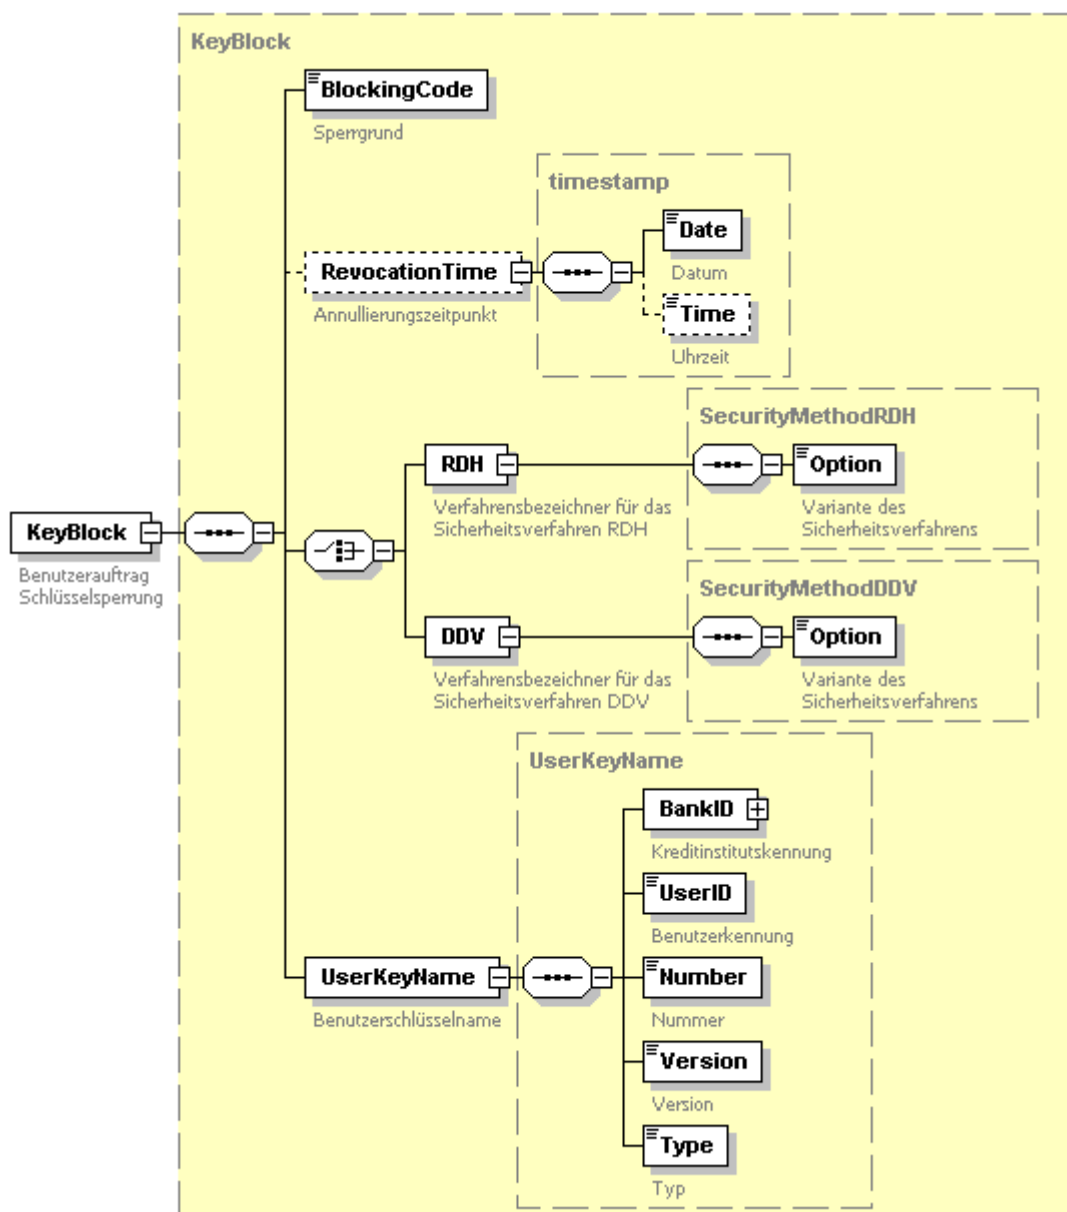 KeyBlock
BlockingCode
Sperrgrund
timestamp
Date
Datum
RevocationTime
Annullierungszeitpunkt
Time
Uhrzeit
SecurityMethodRDH
RDH
Option
Verfahrensbezeichner für das
Sicherheitsverfahren RDH
Variante des
Sicherheitsverfahrens
KeyBlock
Benutzerauftrag
Schlüsselsperrung
SecurityMethodDDV
DDV
Option
Verfahrensbezeichner für das
Sicherheitsverfahren DDV
Variante des
Sicherheitsverfahrens
UserKeyName
BankID
Kreditinstitutskennung
UserID
Benutzerkennung
UserKeyName
Benutzerschlüsselname
Number
Nummer
Version
Version
Type
Typ